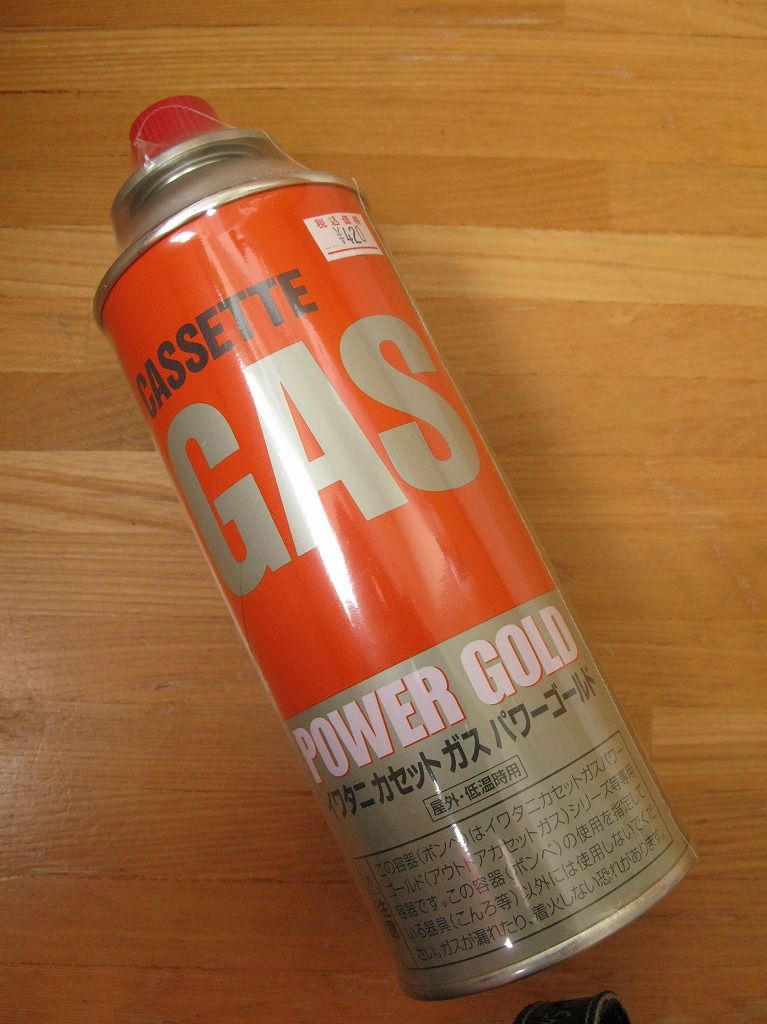 税込価格
¥420
CASSETTE
GAS
POWER GOLD
イワタニカセットガス パワーゴールド
屋外・低温時用
この容器(ボンベ)はイワタニカセットガスパワー
ゴールド(アウトドアカセットガス)シリーズ等専用
容器です。この容器(ボンベ)の使用を指定して
いる器具(こんろ等)以外には使用しないでくだ
さい。ガスが漏れたり、着火しない恐れがあります。